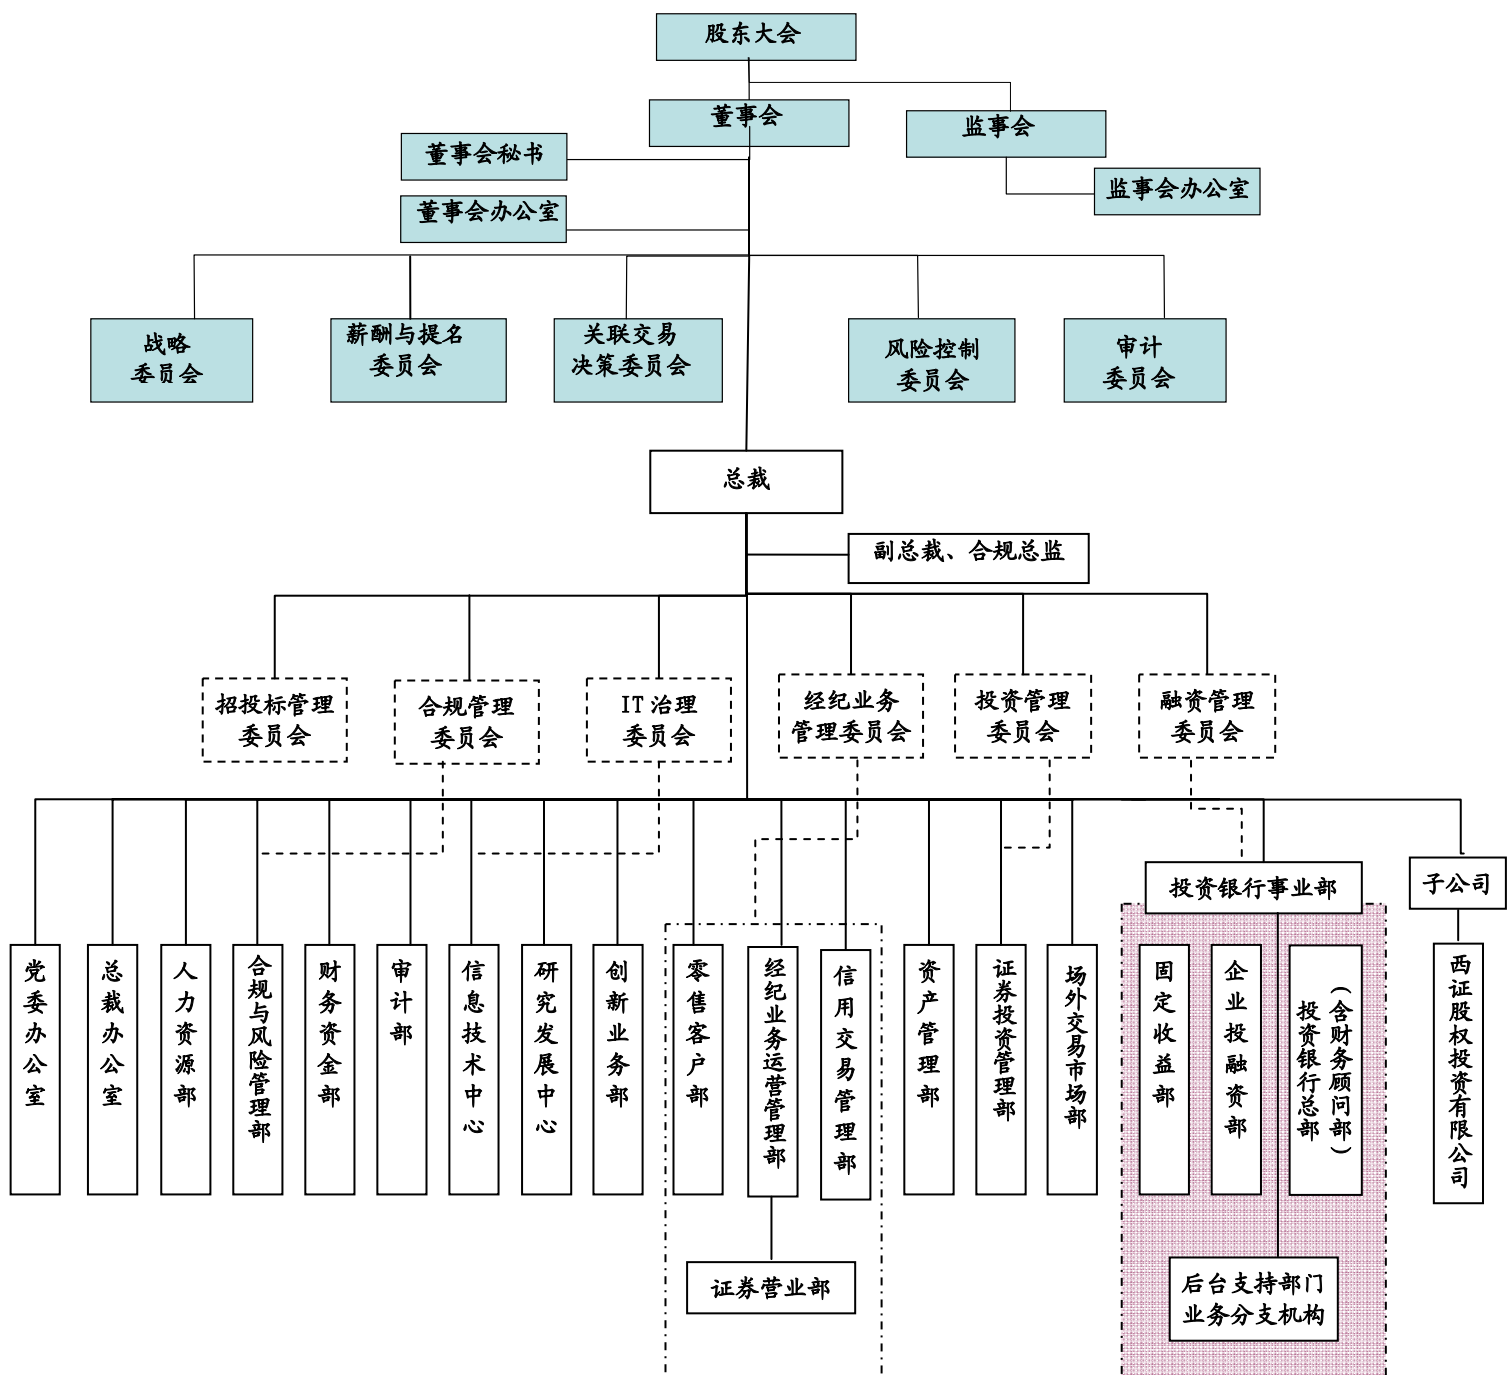 股东大会
董事会
监事会
董事会秘书
监事会办公室
董事会办公室
战略
委员会
薪酬与提名
委员会
关联交易
决策委员会
风险控制
委员会
审计
委员会
总裁
副总裁、合规总监
招投标管理
委员会
合规管理
委员会
IT 治理
委员会
经纪业务
管理委员会
投资管理
委员会
融资管理
委员会
投资银行事业部
子公司
党委办公室
总裁办公室
人力资源部
合规与风险管理部
财务资金部
审计部
信息技术中心
研究发展中心
创新业务部
零售客户部
经纪业务运营管理部
信用交易管理部
资产管理部
证券投资管理部
场外交易市场部
固定收益部
企业投融资部
投资银行总部
（含财务顾问部）
西证股权投资有限公司
证券营业部
后台支持部门
业务分支机构